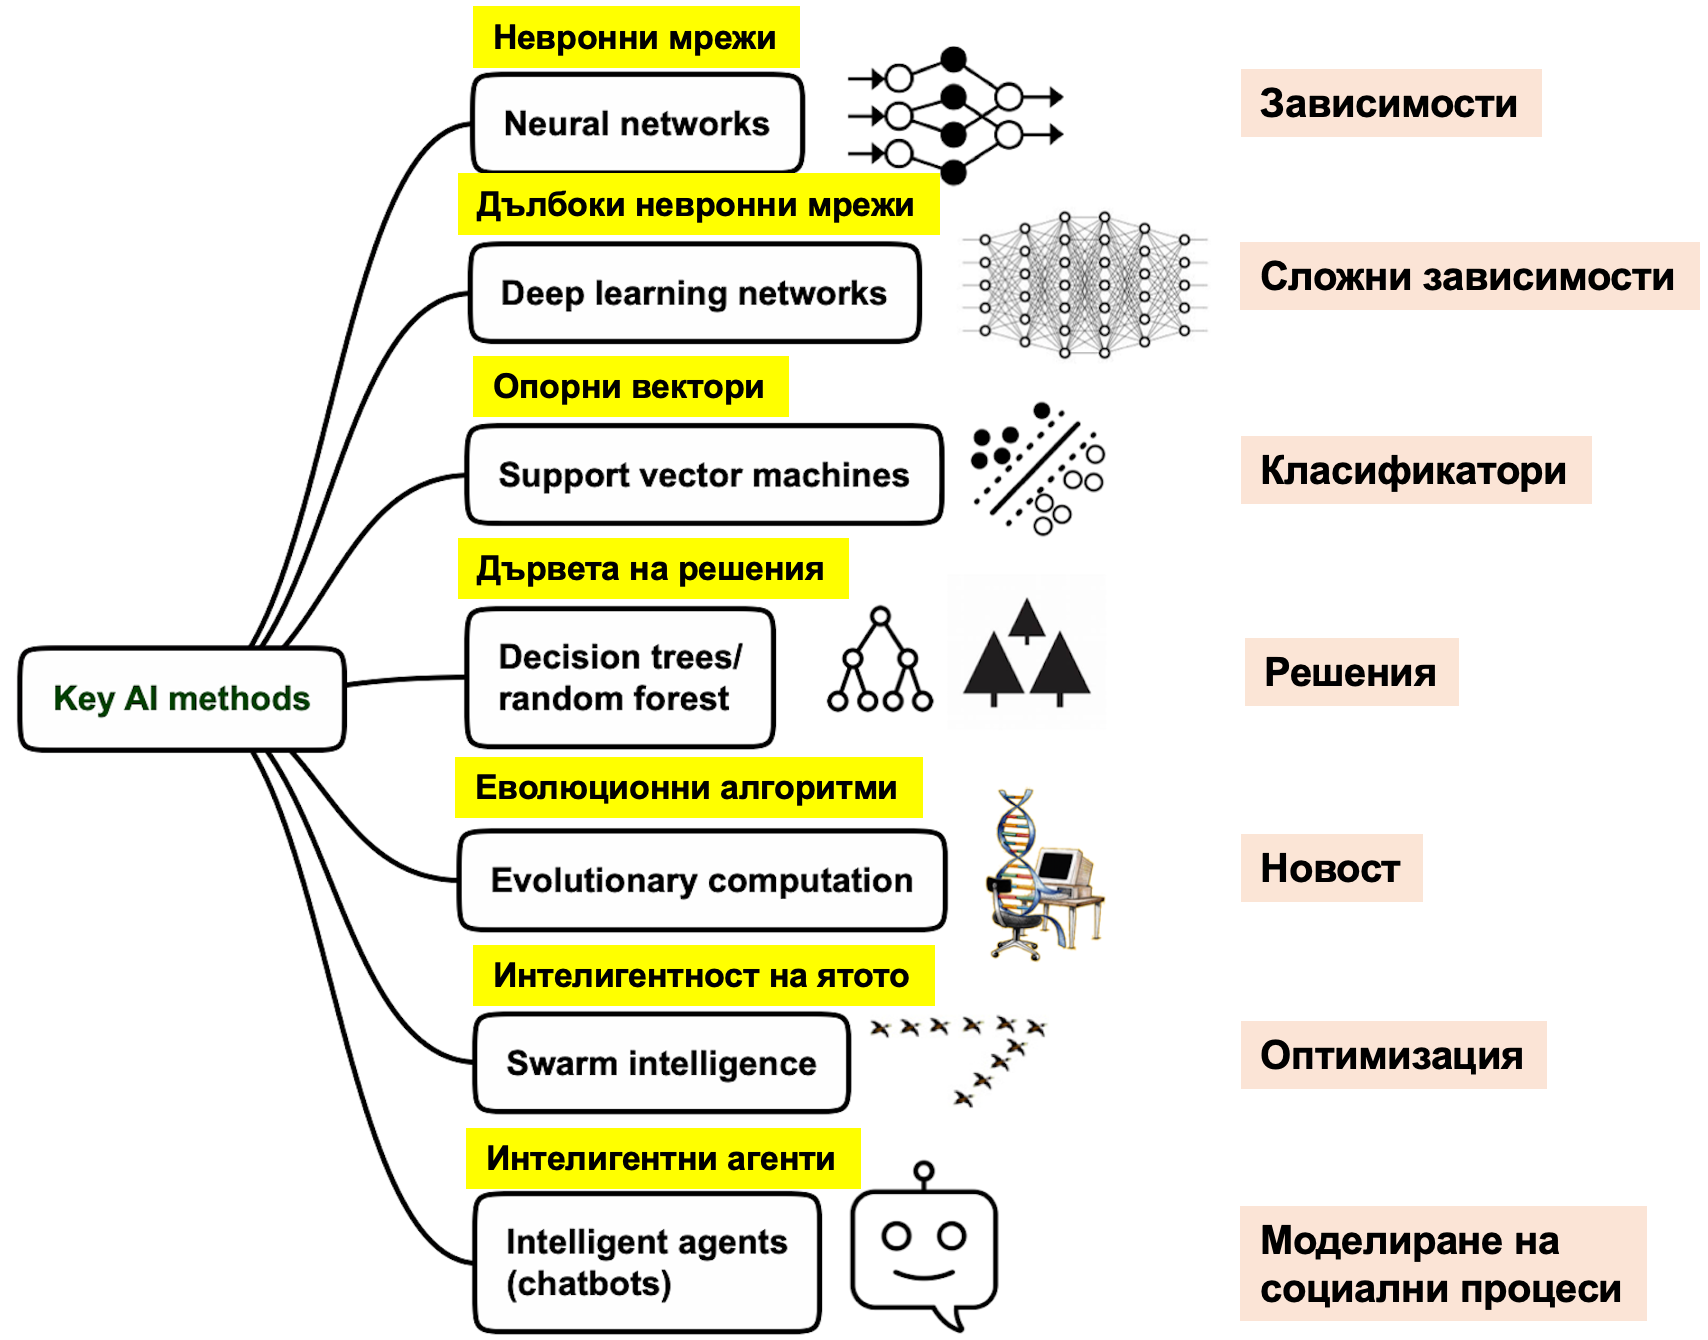 Невронни мрежи
Neural networks
Зависимости
Дълбоки невронни мрежи
Deep learning networks
Сложни зависимости
Опорни вектори
Support vector machines
Класификатори
Дървета на решения
Decision trees/
random forest
Решения
Key AI methods
Еволюционни алгоритми
Evolutionary computation
Новост
Интелигентност на ятото
Swarm intelligence
Оптимизация
Интелигентни агенти
Intelligent agents
(chatbots)
Моделиране на
социални процеси